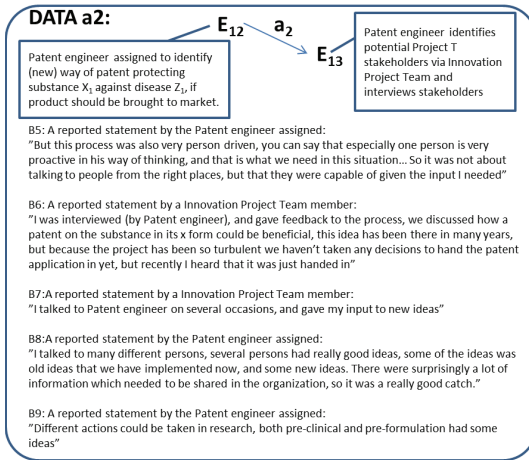 DATA a2:
E12
a2
E13
Patent engineer assigned to identify
(new) way of patent protecting
substance X1 against disease Z1, if
product should be brought to market.
Patent engineer identifies
potential Project T
stakeholders via Innovation
Project Team and
interviews stakeholders
B5: A reported statement by the Patent engineer assigned:
”But this process was also very person driven, you can say that especially one person is very
proactive in his way of thinking, and that is what we need in this situation... So it was not about
talking to people from the right places, but that they were capable of given the input I needed”
B6: A reported statement by a Innovation Project Team member:
”I was interviewed (by Patent engineer), and gave feedback to the process, we discussed how a
patent on the substance in its x form could be beneficial, this idea has been there in many years,
but because the project has been so turbulent we haven’t taken any decisions to hand the patent
application in yet, but recently I heard that it was just handed in”
B7:A reported statement by a Innovation Project Team member:
”I talked to Patent engineer on several occasions, and gave my input to new ideas”
B8:A reported statement by the Patent engineer assigned:
”I talked to many different persons, several persons had really good ideas, some of the ideas was
old ideas that we have implemented now, and some new ideas. There were surprisingly a lot of
information which needed to be shared in the organization, so it was a really good catch.”
B9: A reported statement by the Patent engineer assigned:
”Different actions could be taken in research, both pre-clinical and pre-formulation had some
ideas”